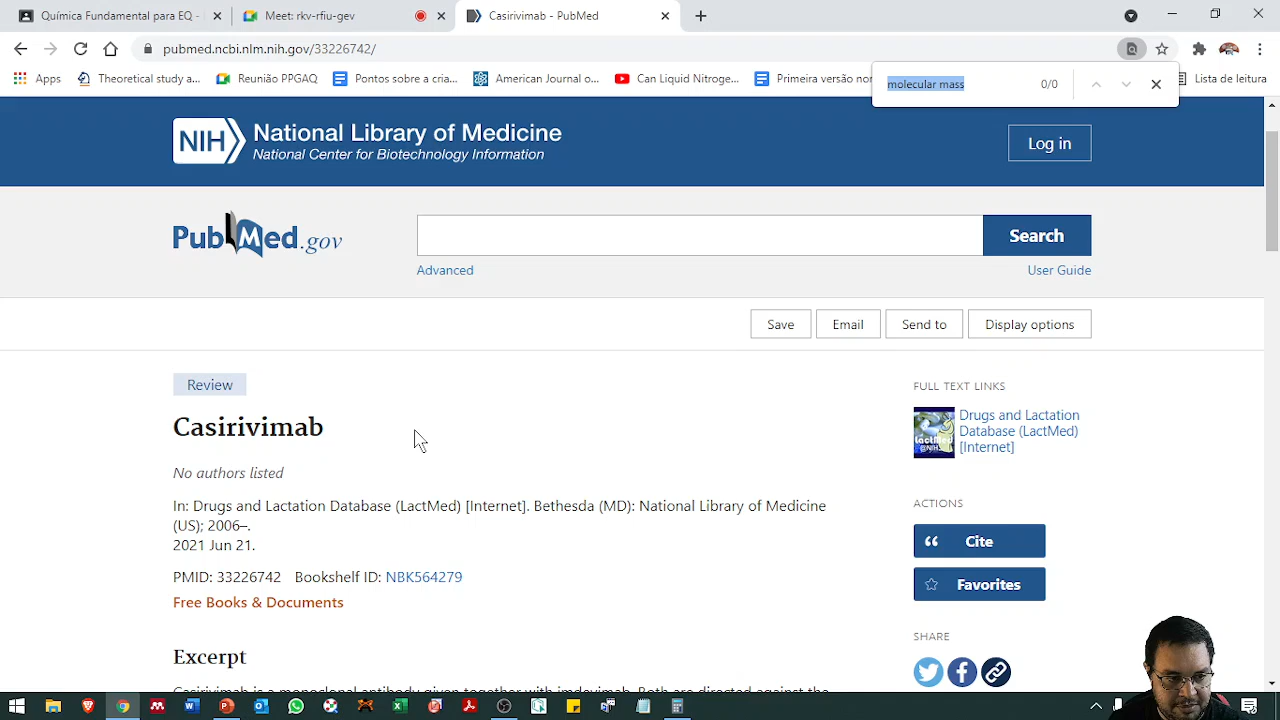 Química Fundamental para EQ -
Meet: rkv-rfiu-gev
Casirivimab - PubMed
pubmed.ncbi.nlm.nih.gov/33226742/
Apps
Theoretical study a...
Reunião PPGAQ
Pontos sobre a cria...
American Journal o...
Can Liquid Nitroge...
Primeira versão no
Lista de leitura
molecular mass
0/0
NIH
National Library of Medicine
National Center for Biotechnology Information
Log in
PubMed.gov
Search
Advanced
User Guide
Save
Email
Send to
Display options
Review
Casirivimab
No authors listed
In: Drugs and Lactation Database (LactMed) [Internet]. Bethesda (MD): National Library of Medicine
(US); 2006–.
2021 Jun 21.
PMID: 33226742 Bookshelf ID: NBK564279
Free Books & Documents
Excerpt
FULL TEXT LINKS
Drugs and Lactation
Database (LactMed)
[Internet]
ACTIONS
Cite
Favorites
SHARE